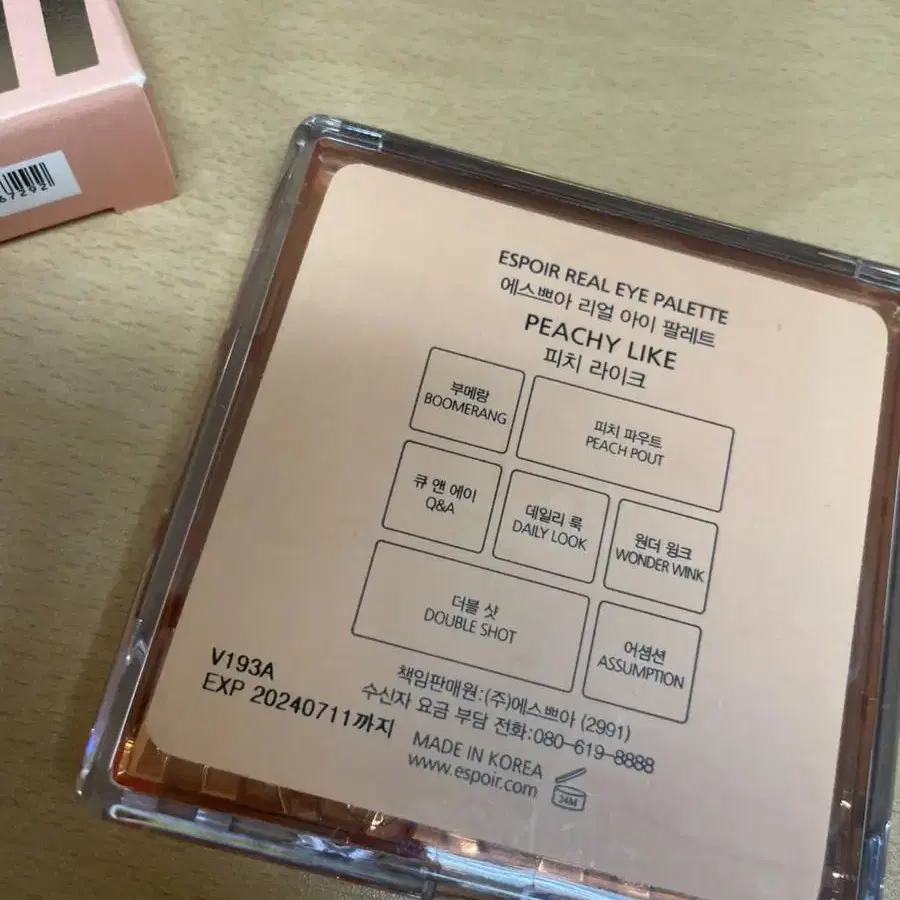 ESPOIR REAL EYE PALETTE
에스쁘아 리얼 아이 팔레트
PEACHY LIKE
피치 라이크
부메랑
BOOMERANG
피치 파우트
PEACH POUT
큐 앤 에이
Q&A
데일리 룩
DAILY LOOK
원더 윙크
WONDER WINK
더블 샷
DOUBLE SHOT
어셤션
ASSUMPTION
V193A
EXP 20240711까지
책임판매원:(주)에스쁘아 (2991)
수신자 요금 부담 전화:080-619-8888
MADE IN KOREA
www.espoir.com
24M